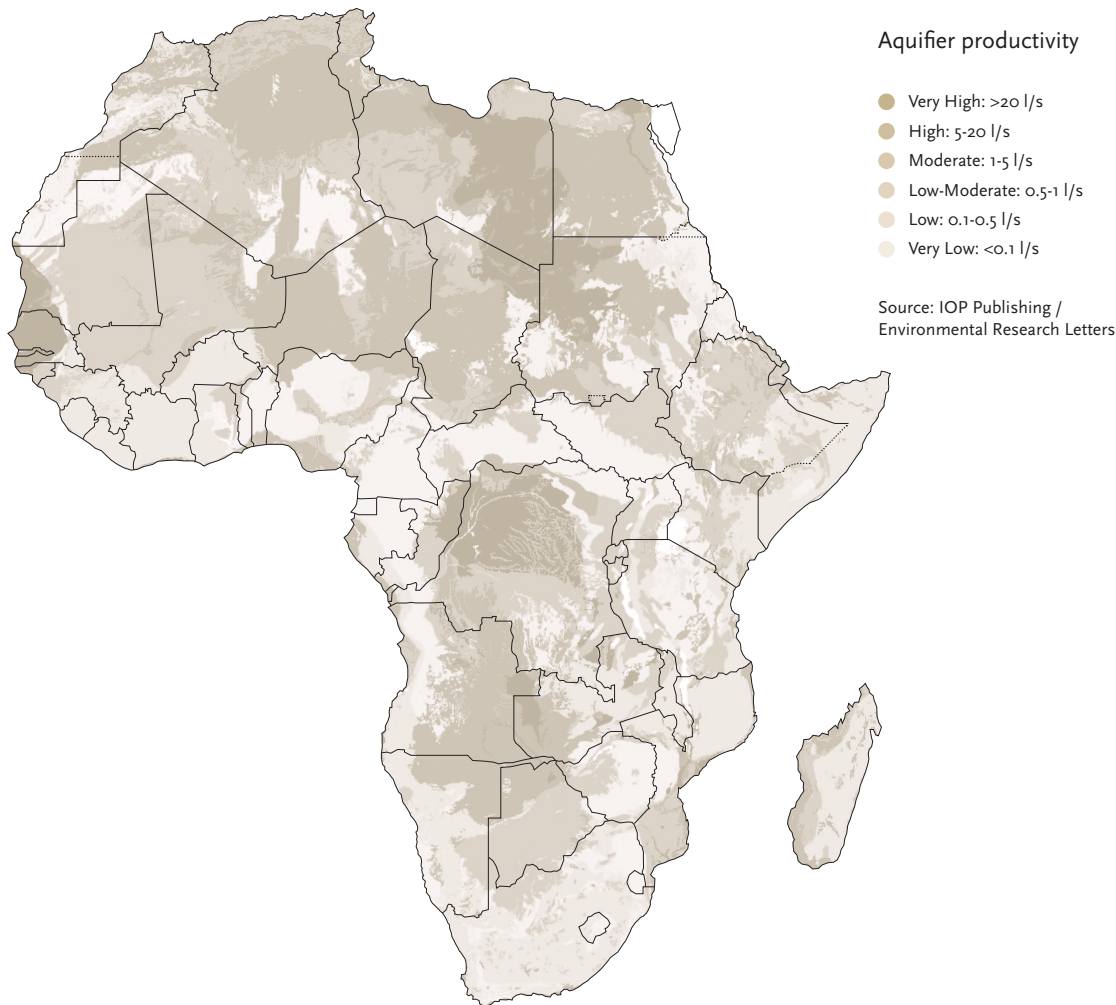 Aquifier productivity
Very High: >20 l/s
High: 5-20 l/s
Moderate: 1-5 l/s
Low-Moderate: 0.5-1 l/s
Low: 0.1-0.5 l/s
Very Low: <0.1 l/s
Source: IOP Publishing /
Environmental Research Letters